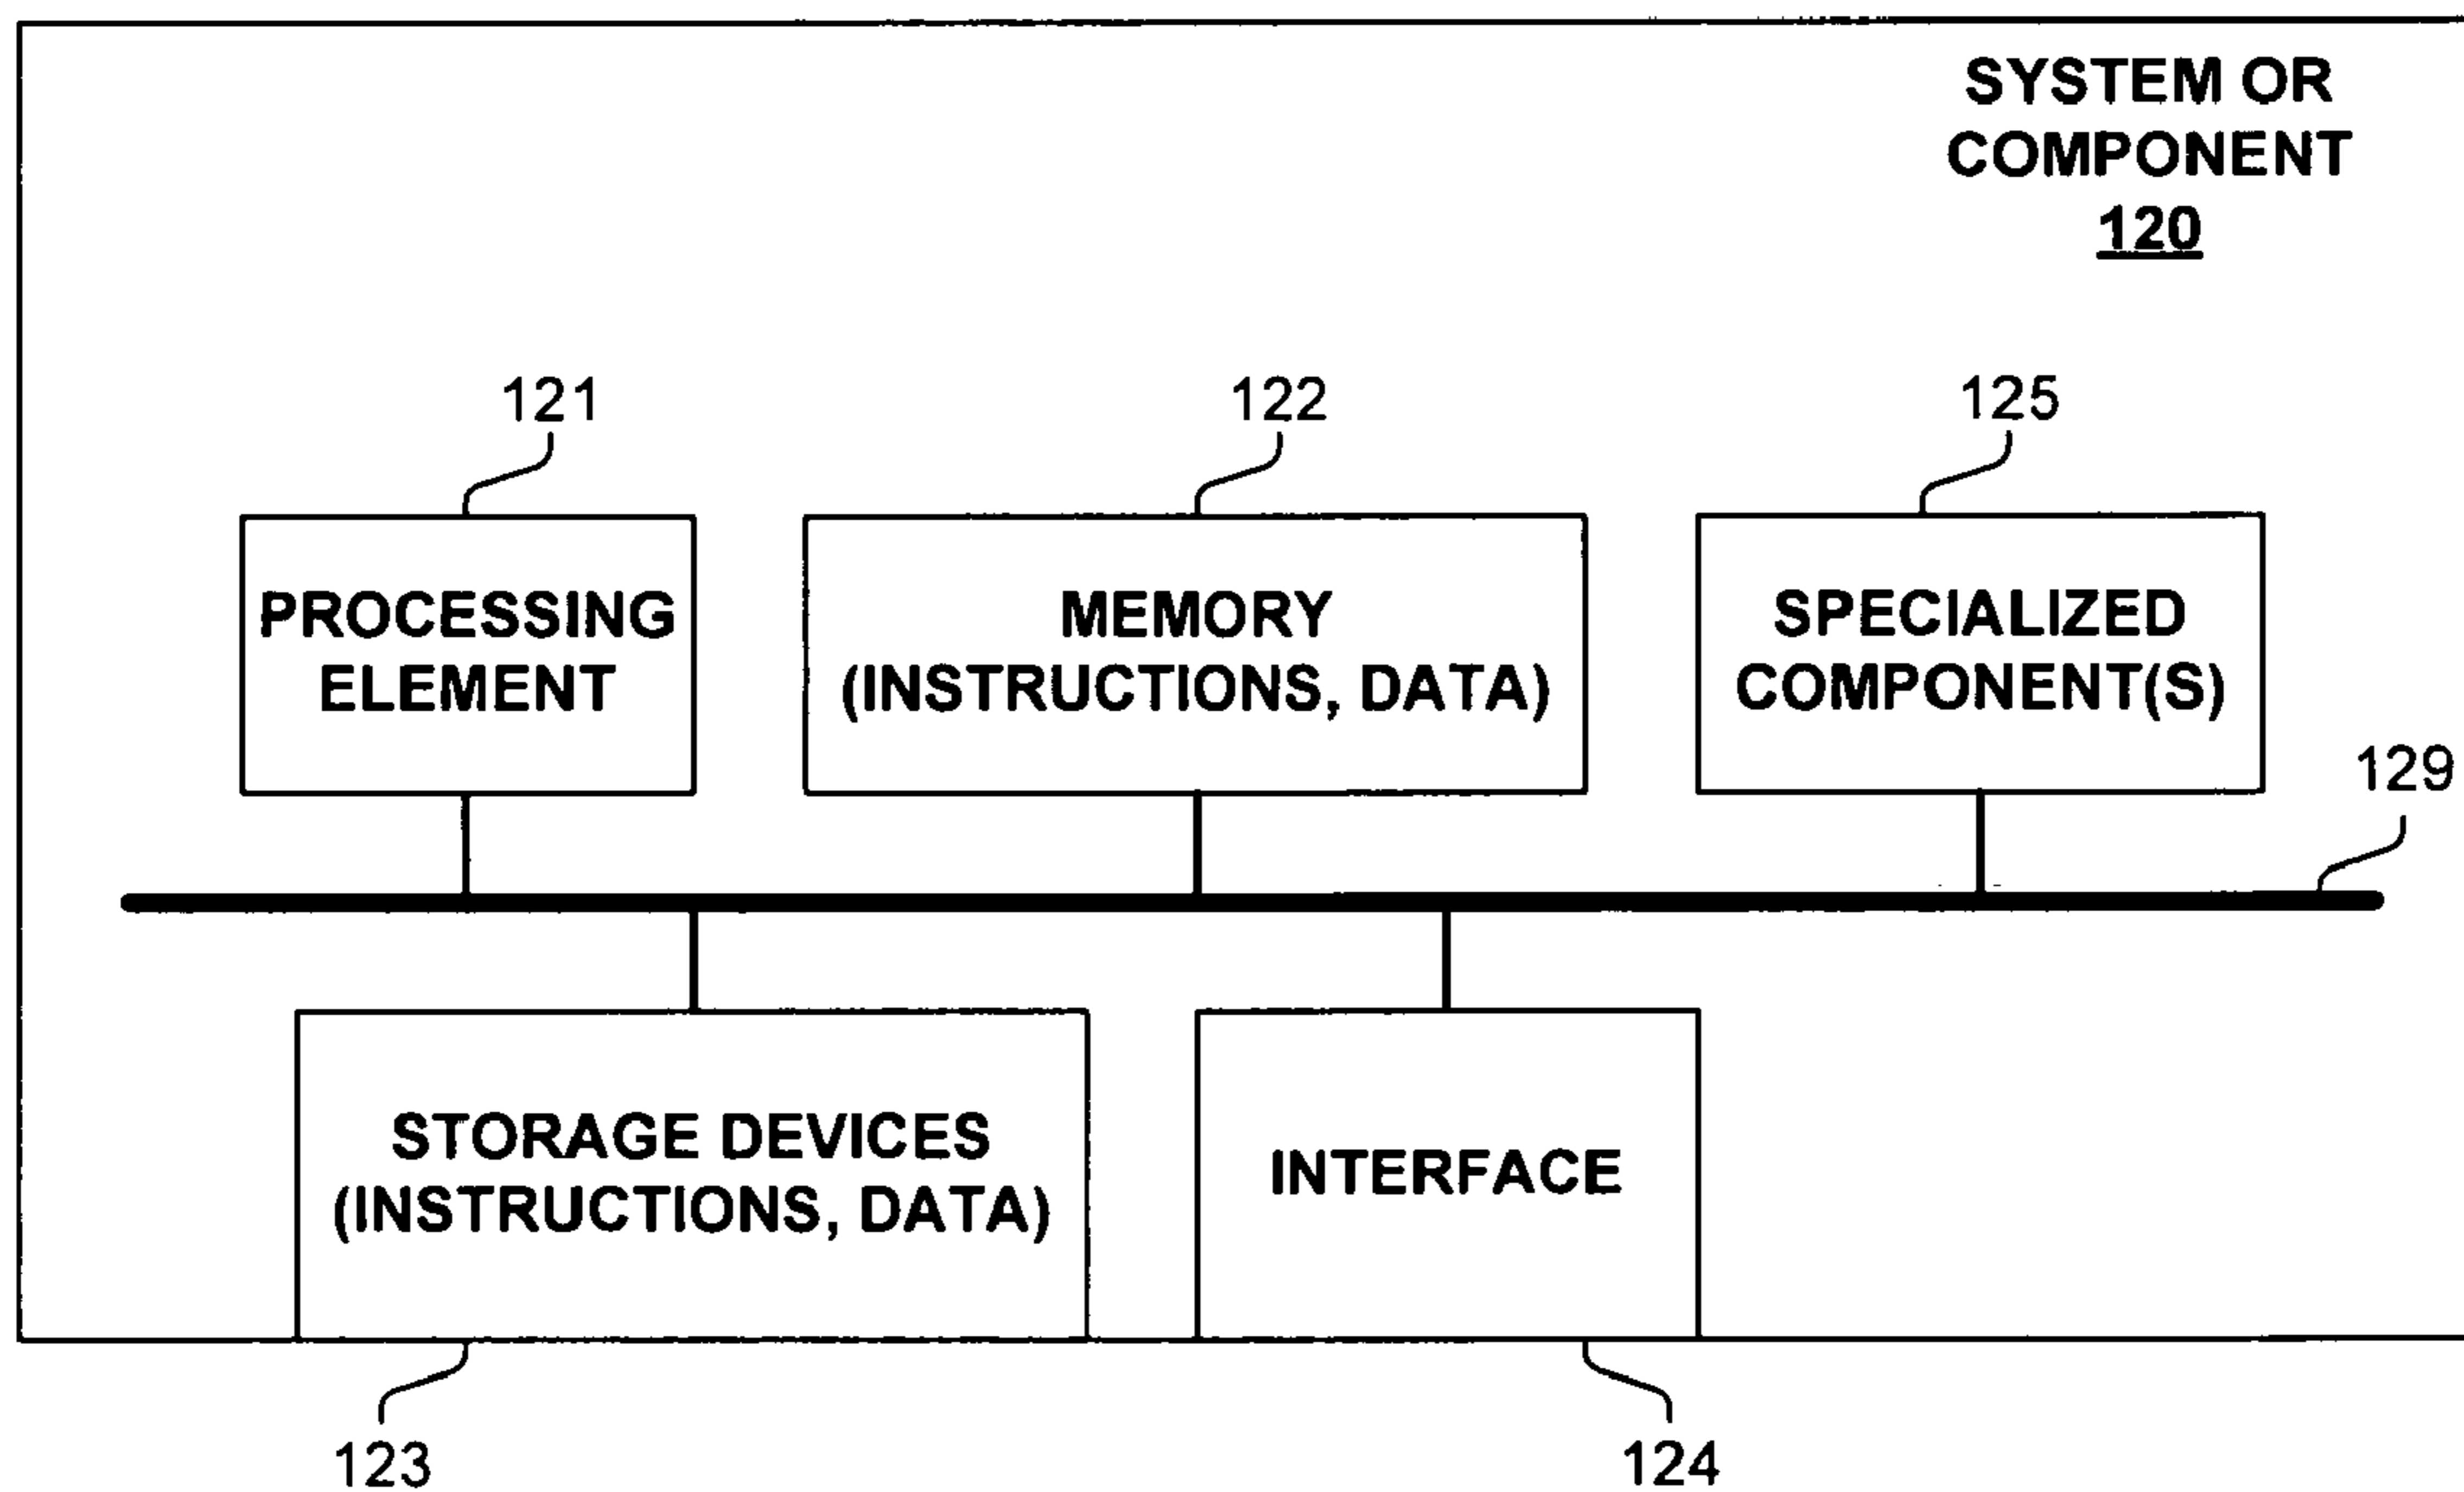 SYSTEM OR
COMPONENT
120
121
122
125
PROCESSING
ELEMENT
MEMORY
(INSTRUCTIONS, DATA)
SPECIALIZED
COMPONENT(S)
129
STORAGE DEVICES
(INSTRUCTIONS, DATA)
INTERFACE
123
124